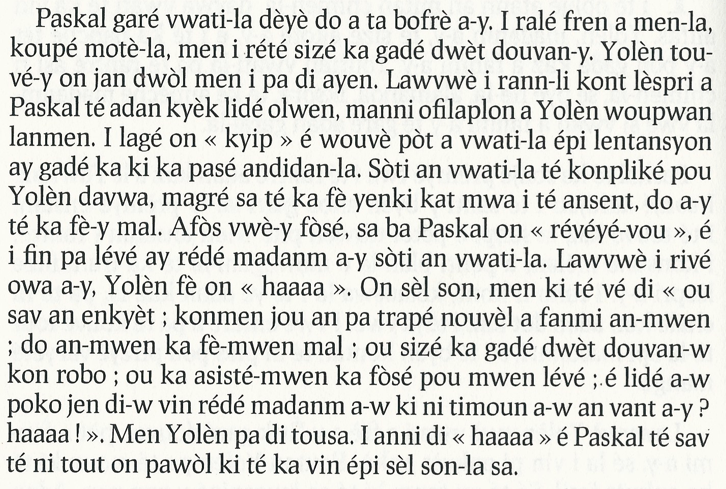 Paskal garé vwati-la dèyè do a ta bofrè a-y, I ralé fren a men-la,
koupé motè-la, men i rété sizé ka gadé dwèt douvan-y. Yolèn tou-
vé-y on jan dwòl men i pa di ayen. Lawvwè i rann-li kont lèspri a
Paskal té adan kyèk lidé olwen, manni ofilaplon a Yolèn woupwan
lanmen. I lagé on « kyip » é wouvè pòt a vwati-la épi lentansyon
ay gadé ka ki ka pasé andidan-la. Sòti an vwati-la té konpliké pou
Yolèn davwa, magré sa té ka fè yenki kat mwa i té ansent, do a-y
té ka fè-y mal. Afòs vwè-y fòsé, sa ba Paskal on « révéyé-vou », é
i fin pa lévé ay rédé madanm a-y sòti an vwati-la. Lawvwè i rivé
owa a-y, Yolèn fè on « haaaa ». On sèl son, men ki té vé di « ou
sav an enkyèt ; konmen jou an pa trapé nouvèl a fanmi an-mwen
; do an-mwen ka fè-mwen mal ; ou sizé ka gadé dwèt douvan-w
kon robo ; ou ka asisté-mwen ka fòsé pou mwen lévé ; é lidé a-w
poko jen di-w vin rédé madanm a-w ki ni timoun a-w an vant a-y ?
haaaa ! ». Men Yolèn pa di tousa. I anni di « haaaa » é Paskal té sav
té ni tout on pawòl ki té ka vin épi sèl son-la sa.